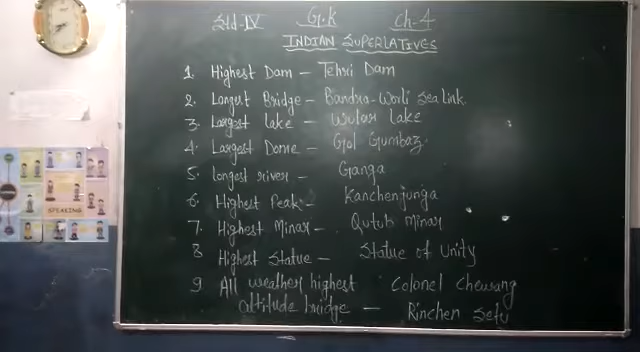 Std-IV G.K Ch-4
INDIAN SUPERLATIVES
1. Highest Dam – Tehri Dam
2. Longest Bridge – Bandra-Worli Sea link
3. Largest lake – Wular Lake
4. Largest Dome – Gol Gumbaz
5. Longest river – Ganga
6. Highest Peak – Kanchenjunga
7. Highest Minar – Qutub Minar
8 Highest Statue – Statue of Unity
9 All weather highest Colonel Chewang
altitude bridge – Rinchen Setu
SPEAKING